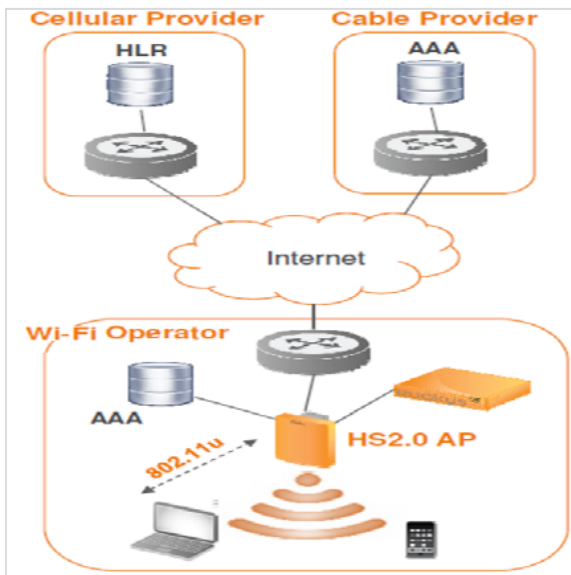 Cellular Provider
Cable Provider
HLR
AAA
Internet
Wi-Fi Operator
AAA
HS2.0 AP
802.11u